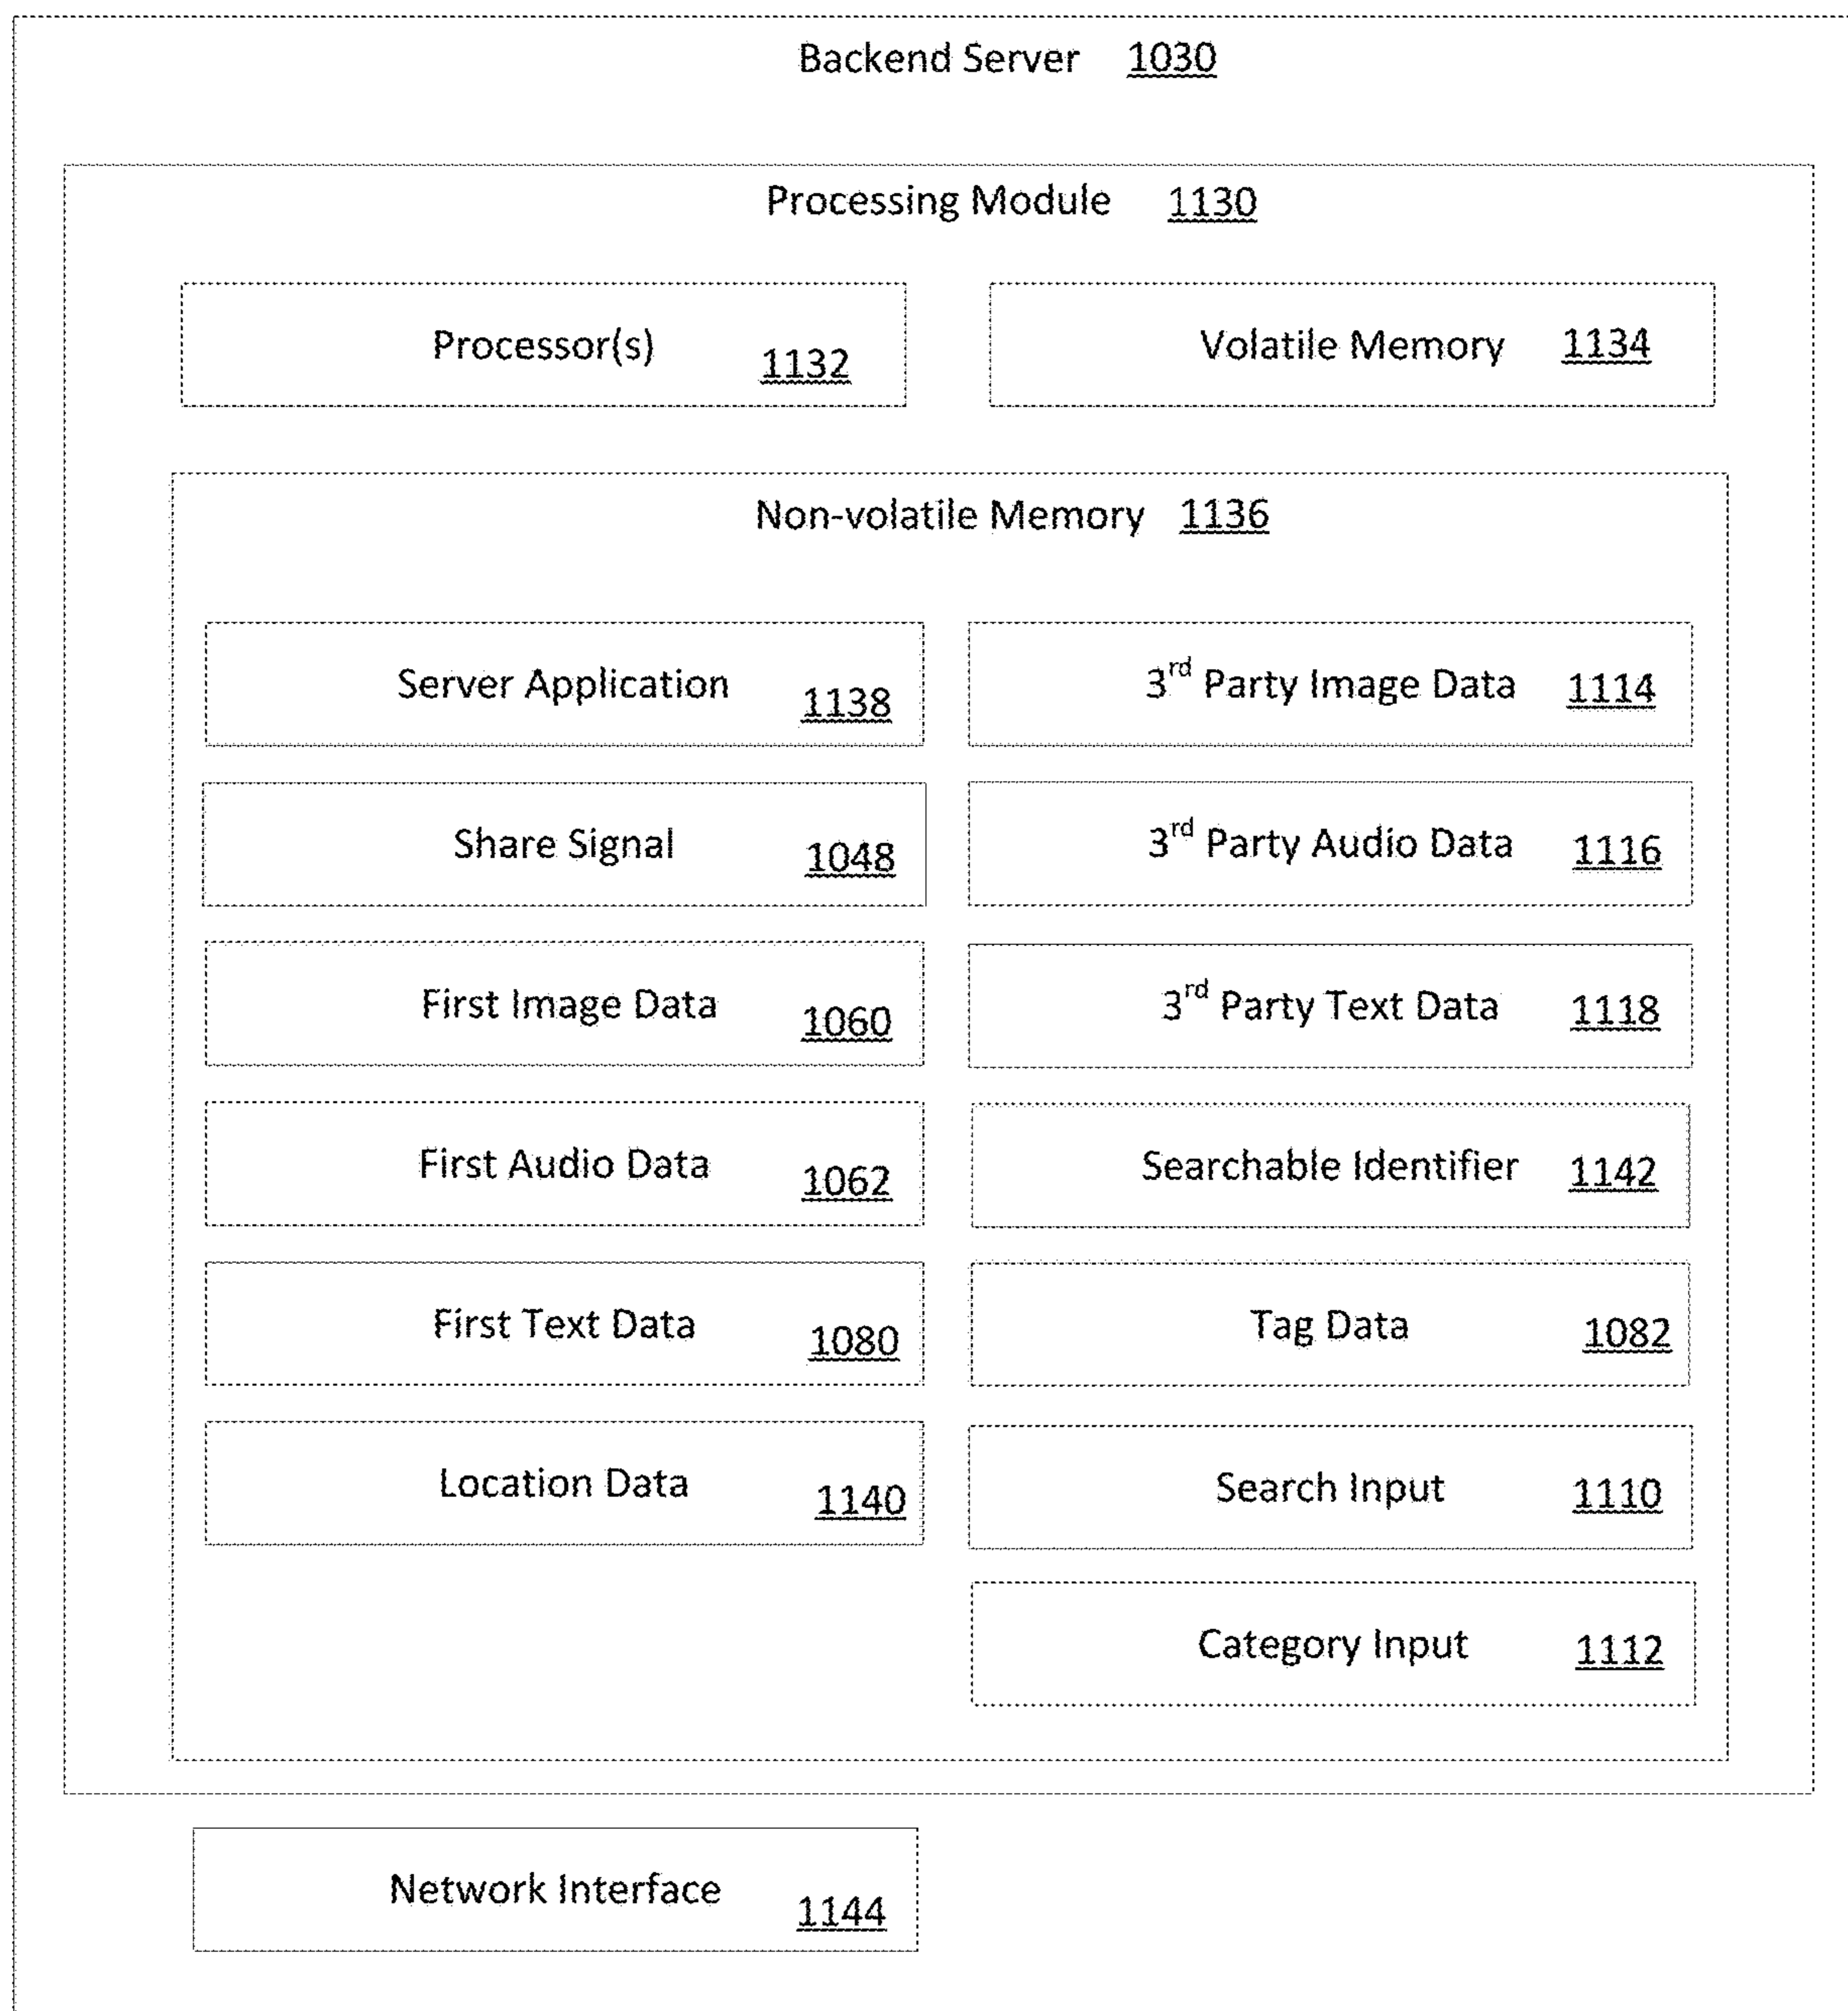 Backend Server 1030
Processing Module 1130
Processor(s) 1132
Volatile Memory 1134
Non-volatile Memory 1136
Server Application 1138
3rd Party Image Data 1114
Share Signal 1048
3rd Party Audio Data 1116
First Image Data 1060
3rd Party Text Data 1118
First Audio Data 1062
Searchable Identifier 1142
First Text Data 1080
Tag Data 1082
Location Data 1140
Search Input 1110
Category Input 1112
Network Interface 1144